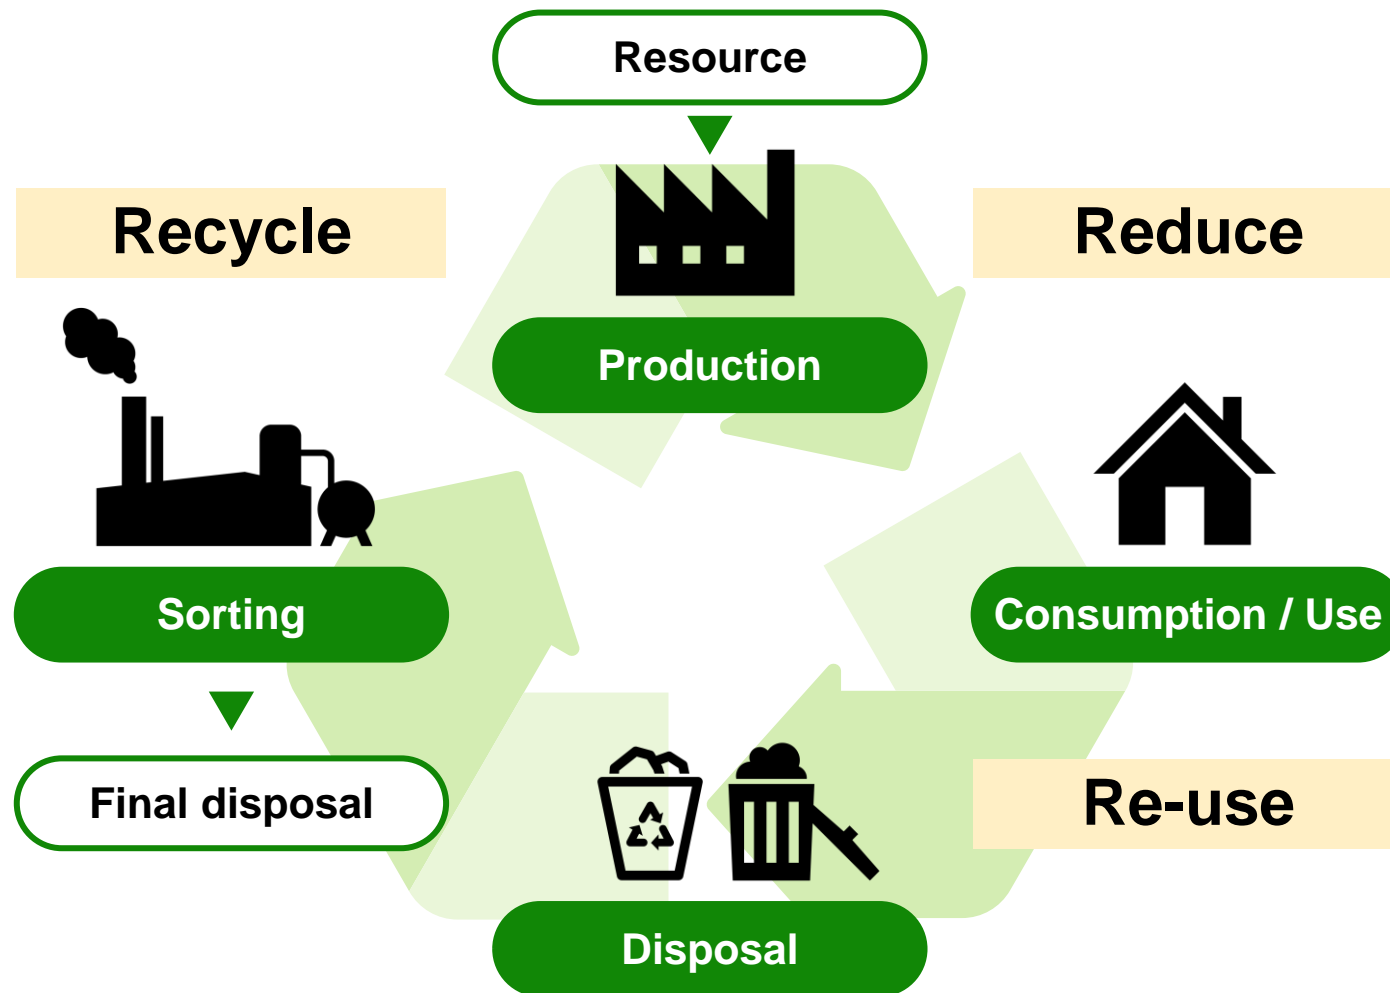 Resource
Recycle
Reduce
Production
Sorting
Consumption / Use
Final disposal
Re-use
Disposal